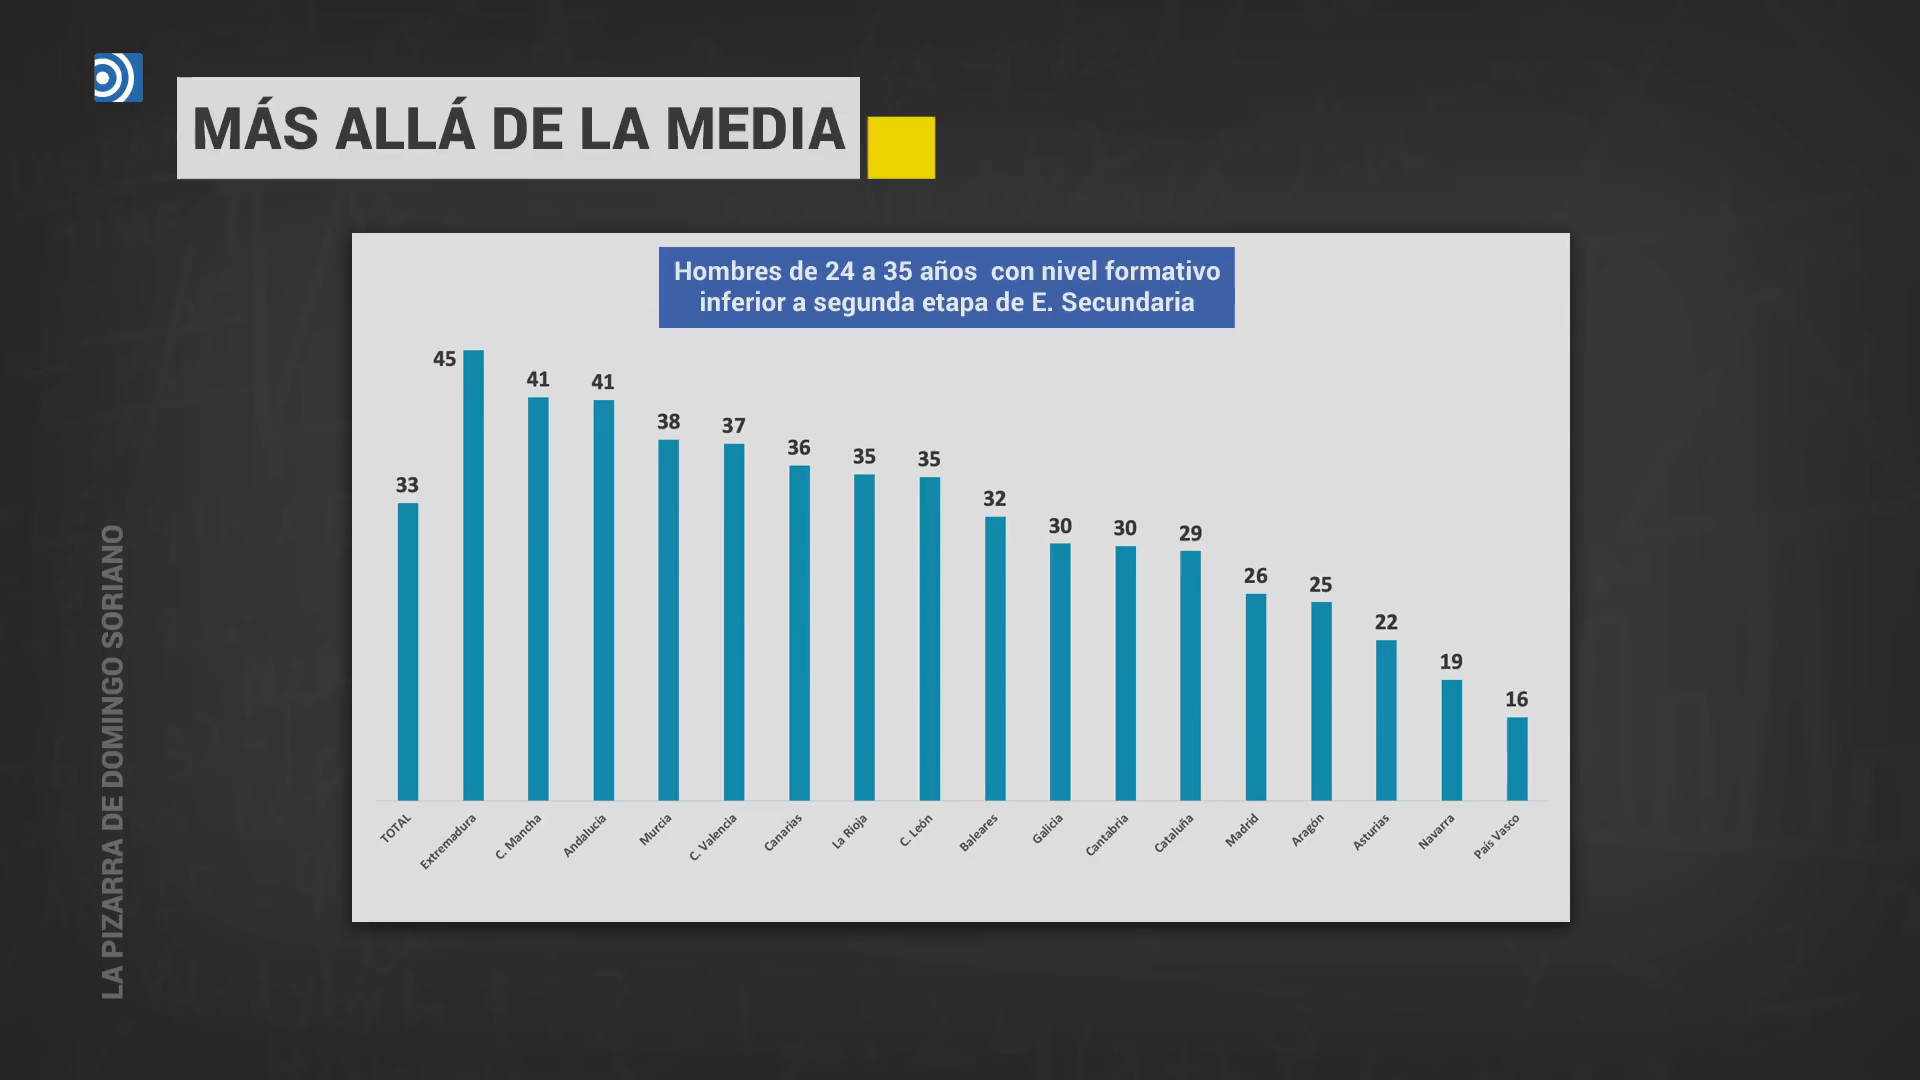 MÁS ALLÁ DE LA MEDIA
Hombres de 24 a 35 años con nivel formativo
inferior a segunda etapa de E. Secundaria
45
41
41
38
37
36
35
35
33
32
30
30
29
26
25
22
19
16
TOTAL
Extremadura
C. Mancha
Andalucía
Murcia
C. Valencia
Canarias
La Rioja
C. León
Baleares
Galicia
Cantabria
Cataluña
Madrid
Aragón
Asturias
Navarra
País Vasco
LA PIZARRA DE DOMINGO SORIANO